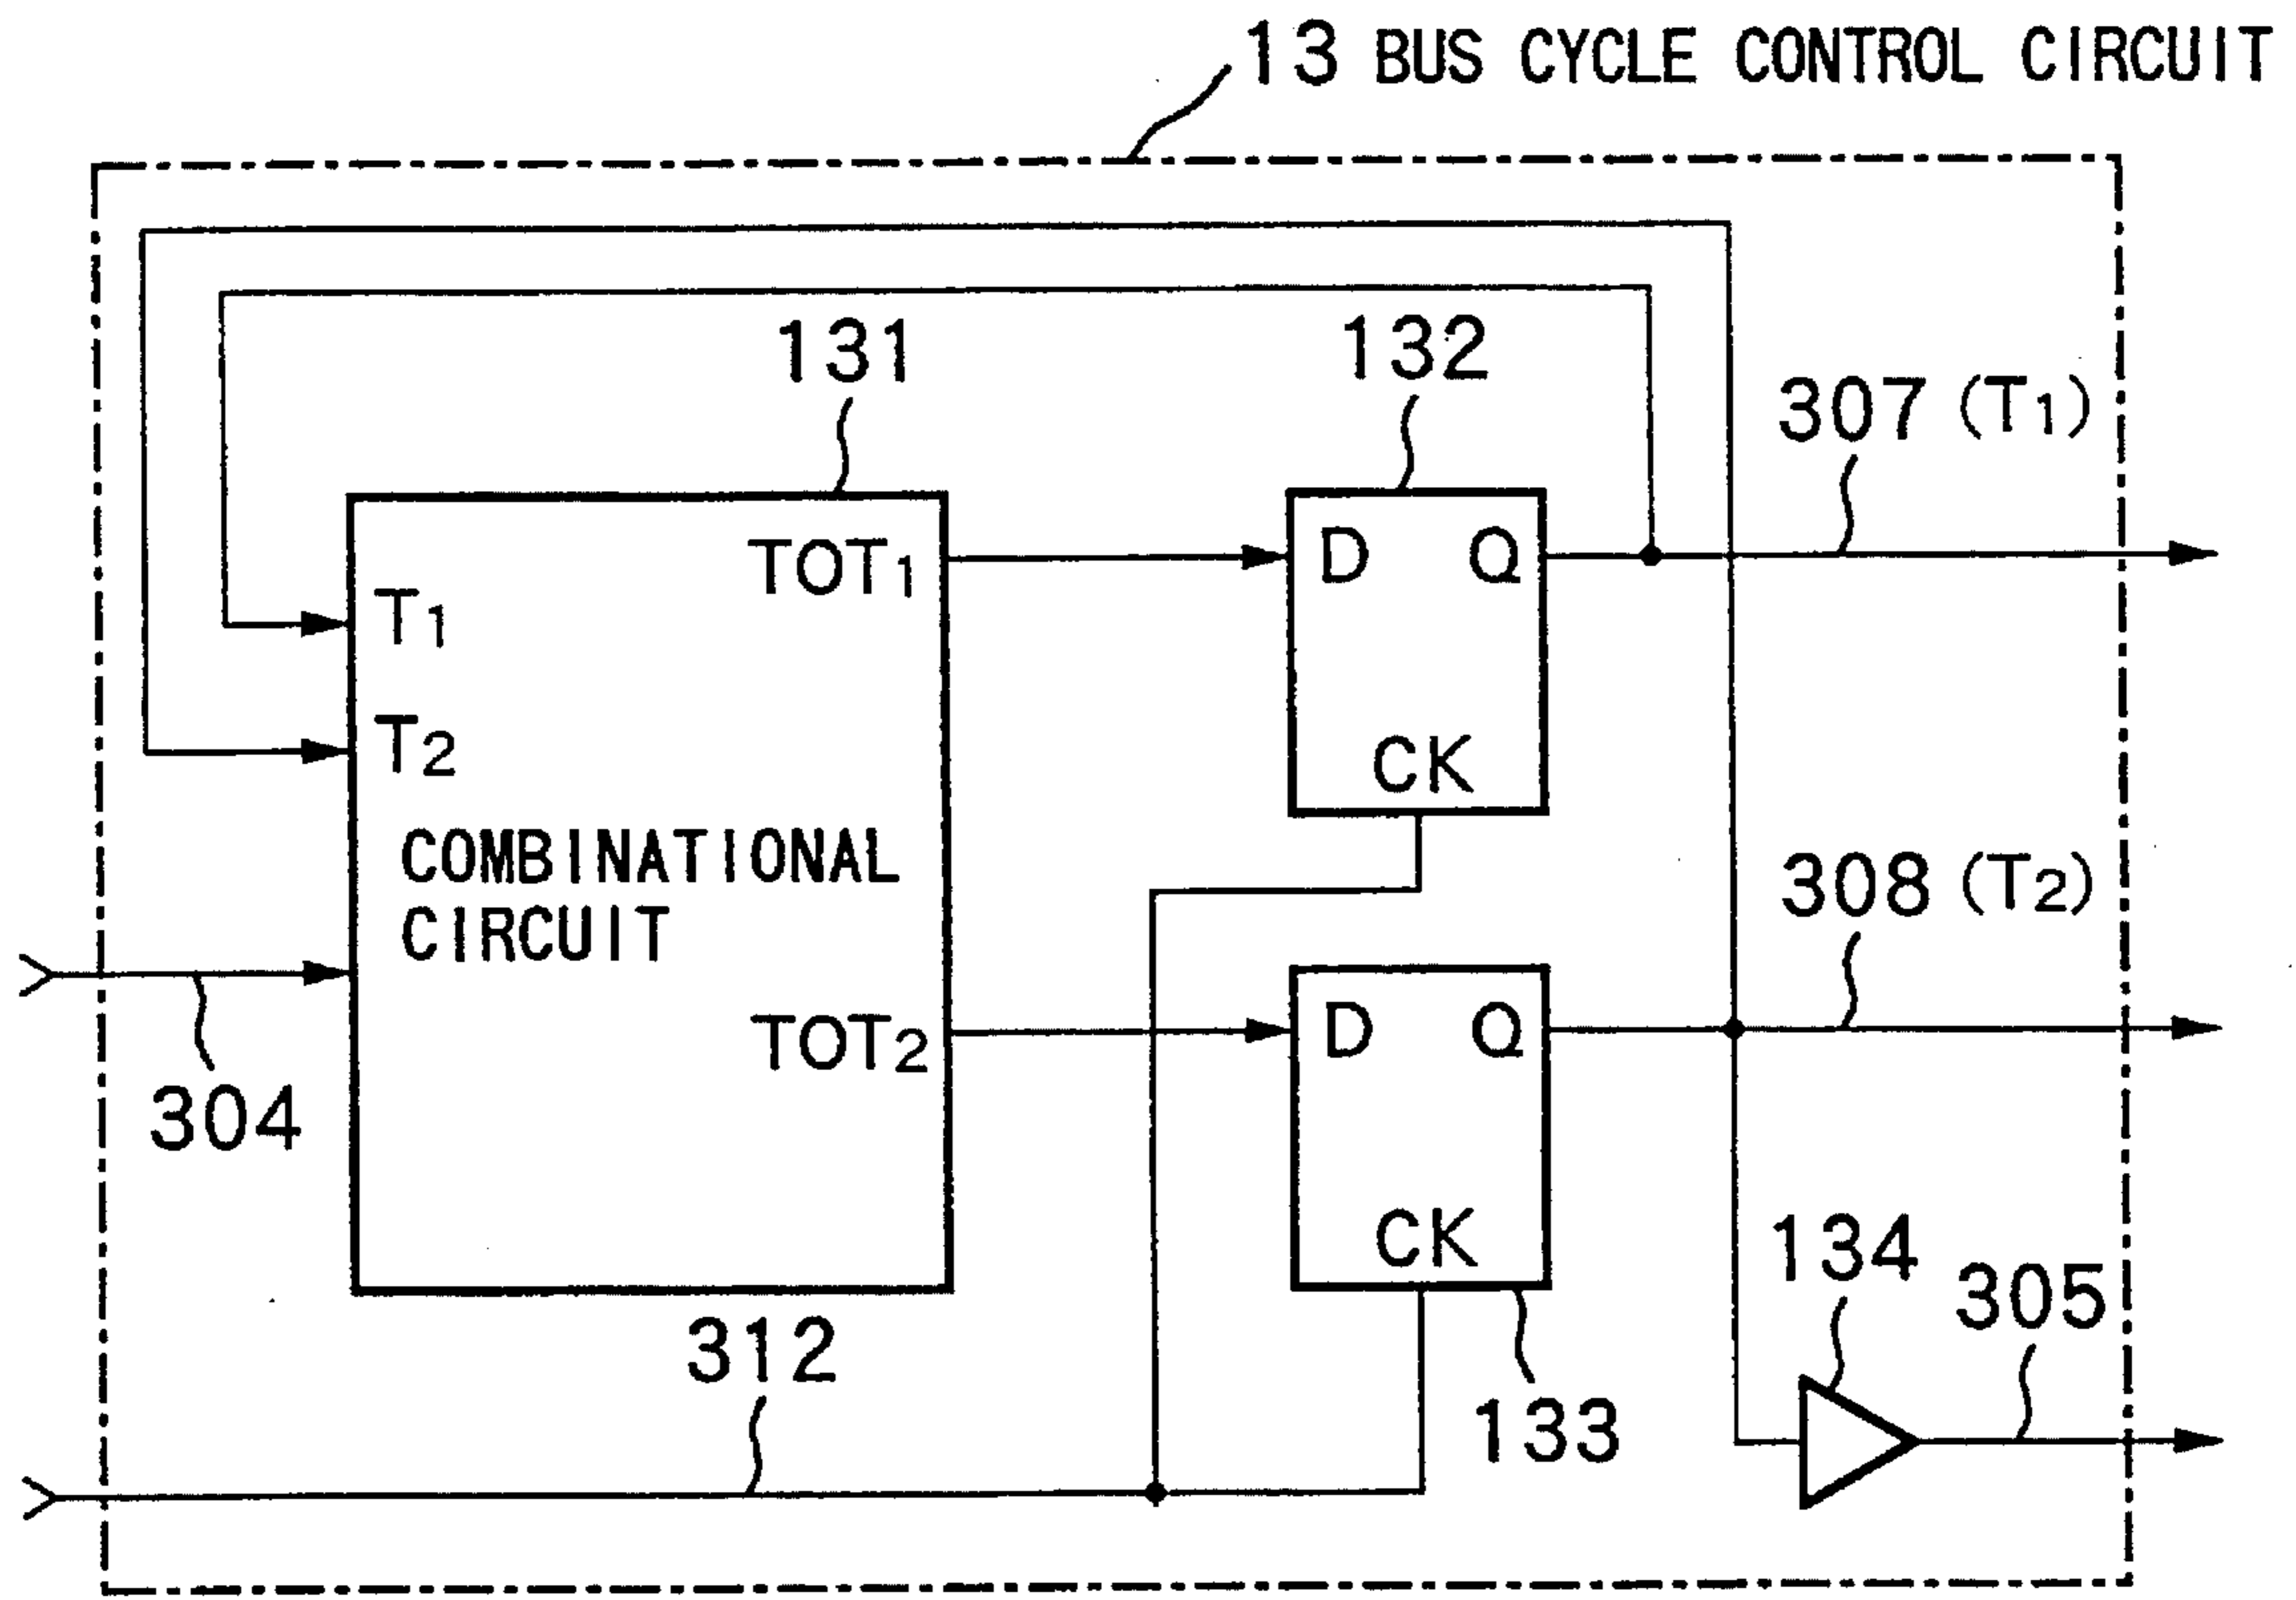 13 BUS CYCLE CONTROL CIRCUIT
131
132
307 (T1)
TOT1
D Q
T1
T2
CK
COMBINATIONAL
CIRCUIT
308 (T2)
304
TOT2
D Q
CK
134
305
312
133